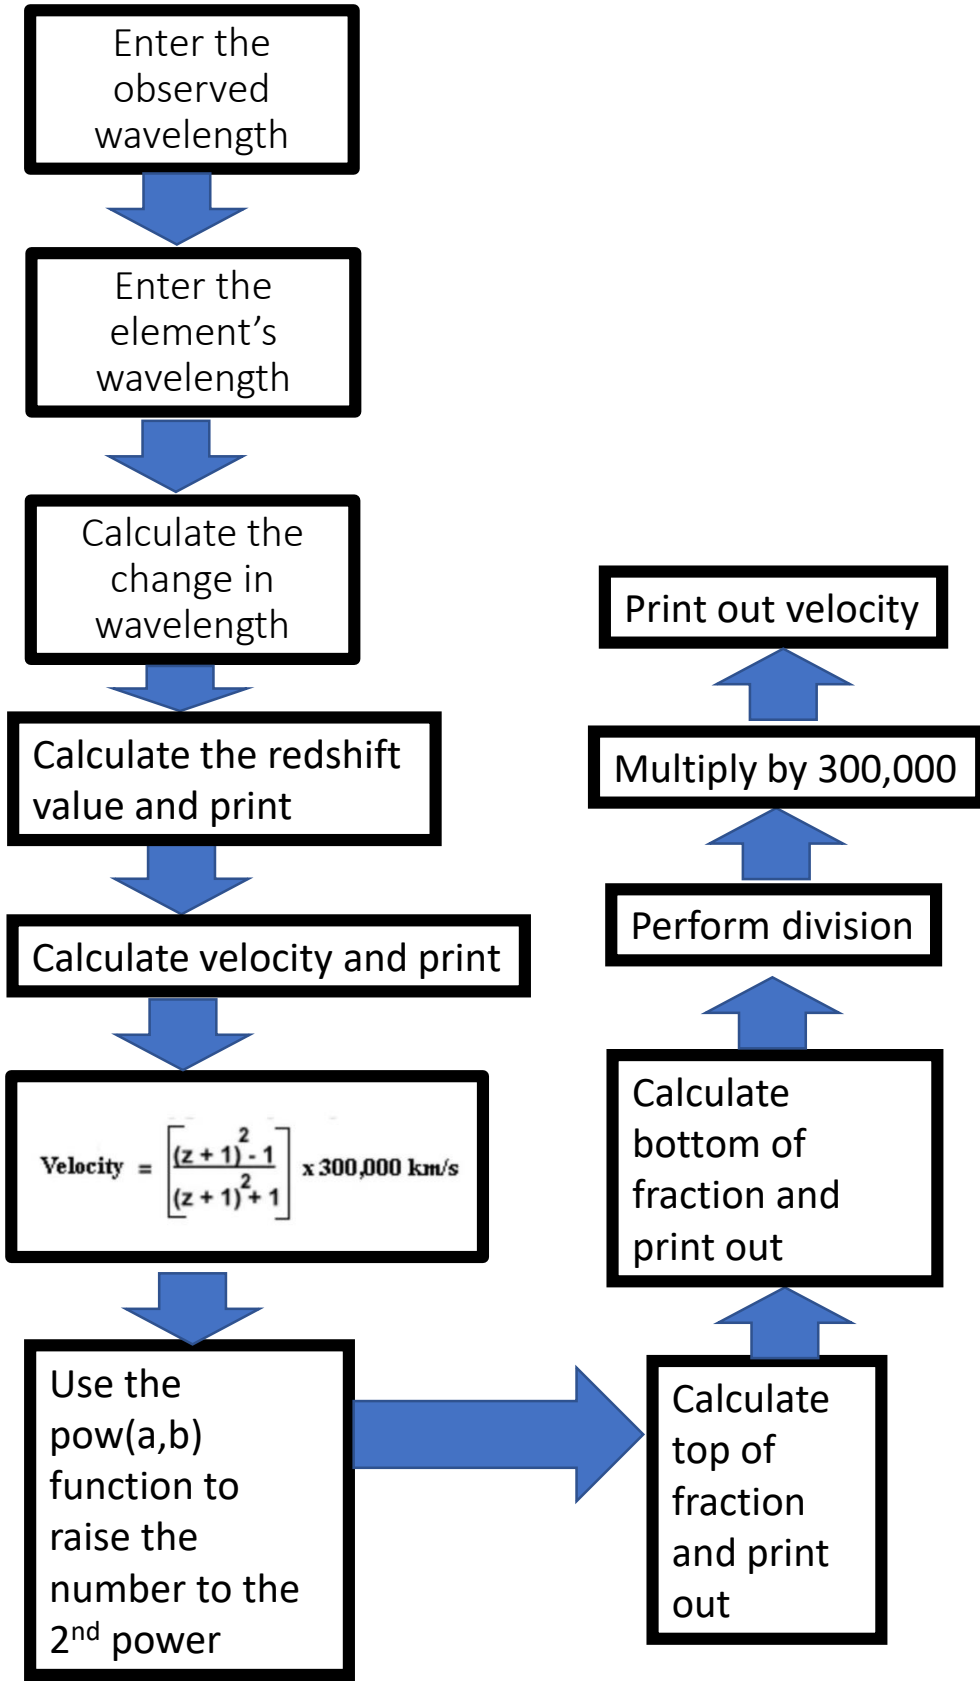 Enter the
observed
wavelength
Enter the
element’s
wavelength
Calculate the
change in
wavelength
Calculate the redshift
value and print
Calculate velocity and print
Velocity = [(z + 1)² - 1 / (z + 1)² + 1] x 300,000 km/s
Use the
pow(a,b)
function to
raise the
number to the
2nd power
Calculate
top of
fraction
and print
out
Calculate
bottom of
fraction and
print out
Perform division
Multiply by 300,000
Print out velocity